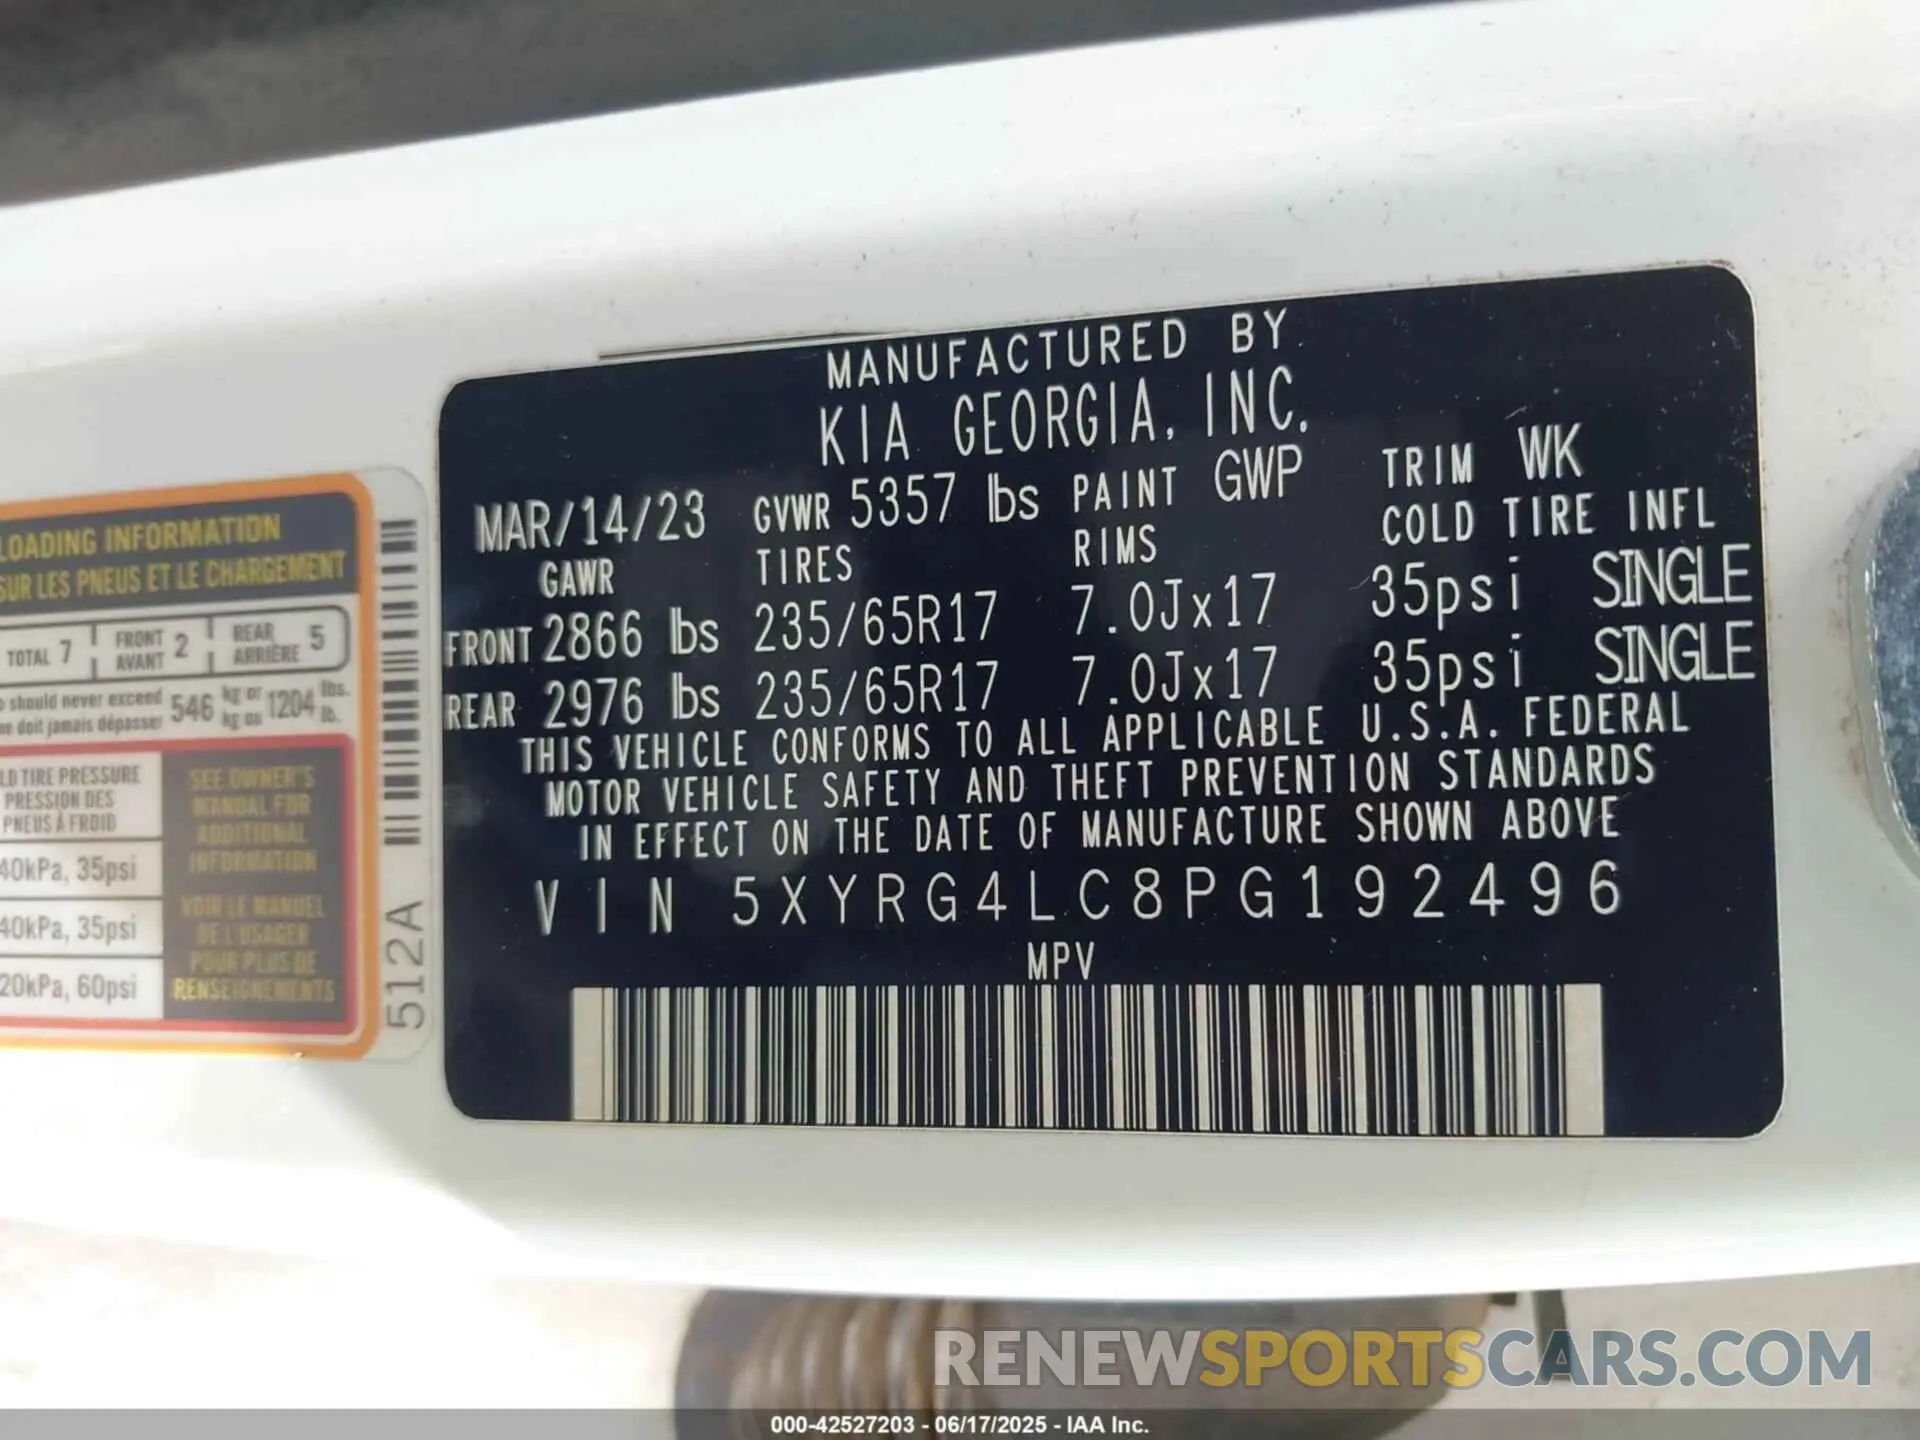 MANUFACTURED BY
KIA GEORGIA, INC.
MAR/14/23 GVWR 5357 lbs PAINT GWP TRIM WK
GAWR TIRES RIMS COLD TIRE INFL
FRONT 2866 lbs 235/65R17 7.0Jx17 35psi SINGLE
REAR 2976 lbs 235/65R17 7.0Jx17 35psi SINGLE
THIS VEHICLE CONFORMS TO ALL APPLICABLE U.S.A. FEDERAL
MOTOR VEHICLE SAFETY AND THEFT PREVENTION STANDARDS
IN EFFECT ON THE DATE OF MANUFACTURE SHOWN ABOVE
VIN 5XYRG4LC8PG192496
MPV
LOADING INFORMATION
SUR LES PNEUS ET LE CHARGEMENT
TOTAL 7 FRONT AVANT 2 REAR ARRIÈRE 5
should never exceed 546 kg or 1204 lbs.
ne doit jamais dépasser kg ou lb.
LD TIRE PRESSURE
PRESSION DES
PNEUS À FROID
40kPa, 35psi
40kPa, 35psi
20kPa, 60psi
SEE OWNER'S
MANUAL FOR
ADDITIONAL
INFORMATION
VOIR LE MANUEL
DE L'USAGER
POUR PLUS DE
RENSEIGNEMENTS
512A
RENEWSPORTSCARS.COM
000-42527203 - 06/17/2025 - IAA Inc.